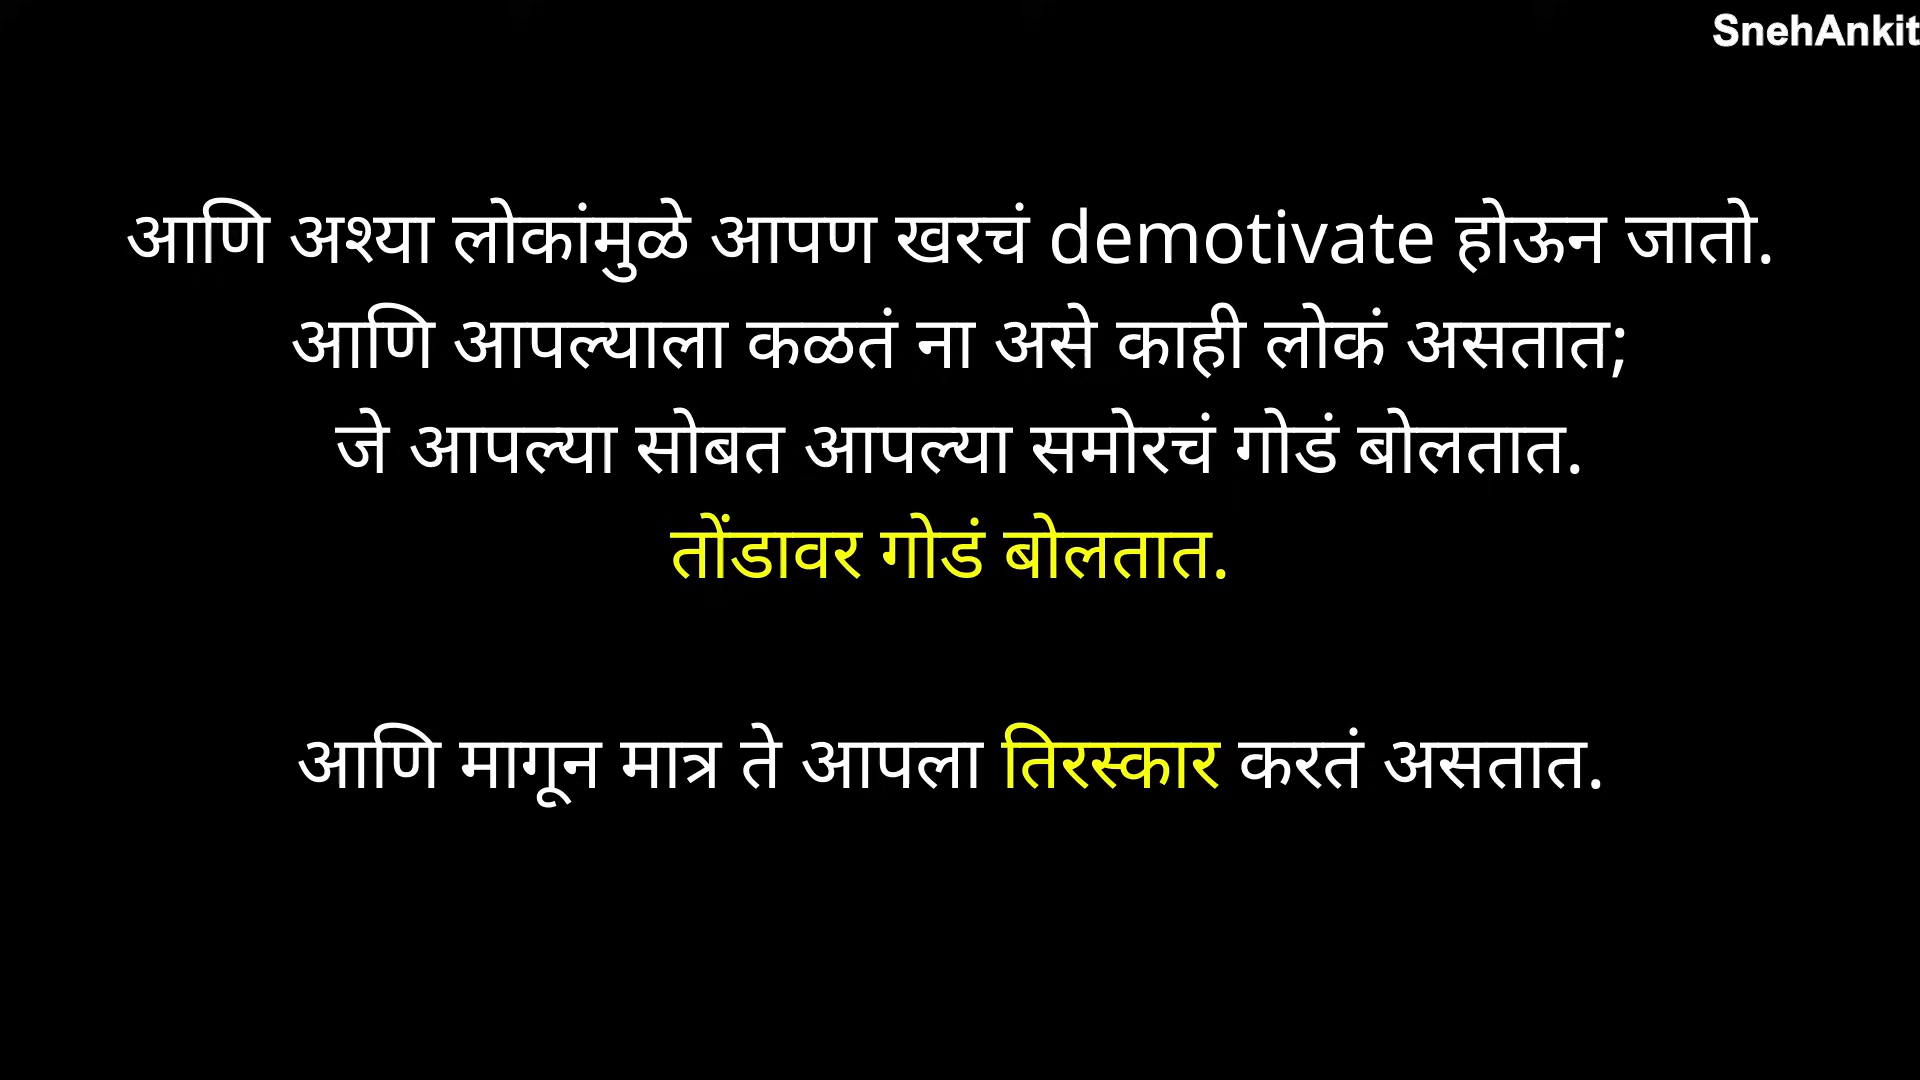 SnehAnkit
आणि अश्या लोकांमुळे आपण खरचं demotivate होऊन जातो.
आणि आपल्याला कळतं ना असे काही लोकं असतात;
जे आपल्या सोबत आपल्या समोरचं गोडं बोलतात.
तोंडावर गोडं बोलतात.
आणि मागून मात्र ते आपला तिरस्कार करतं असतात.